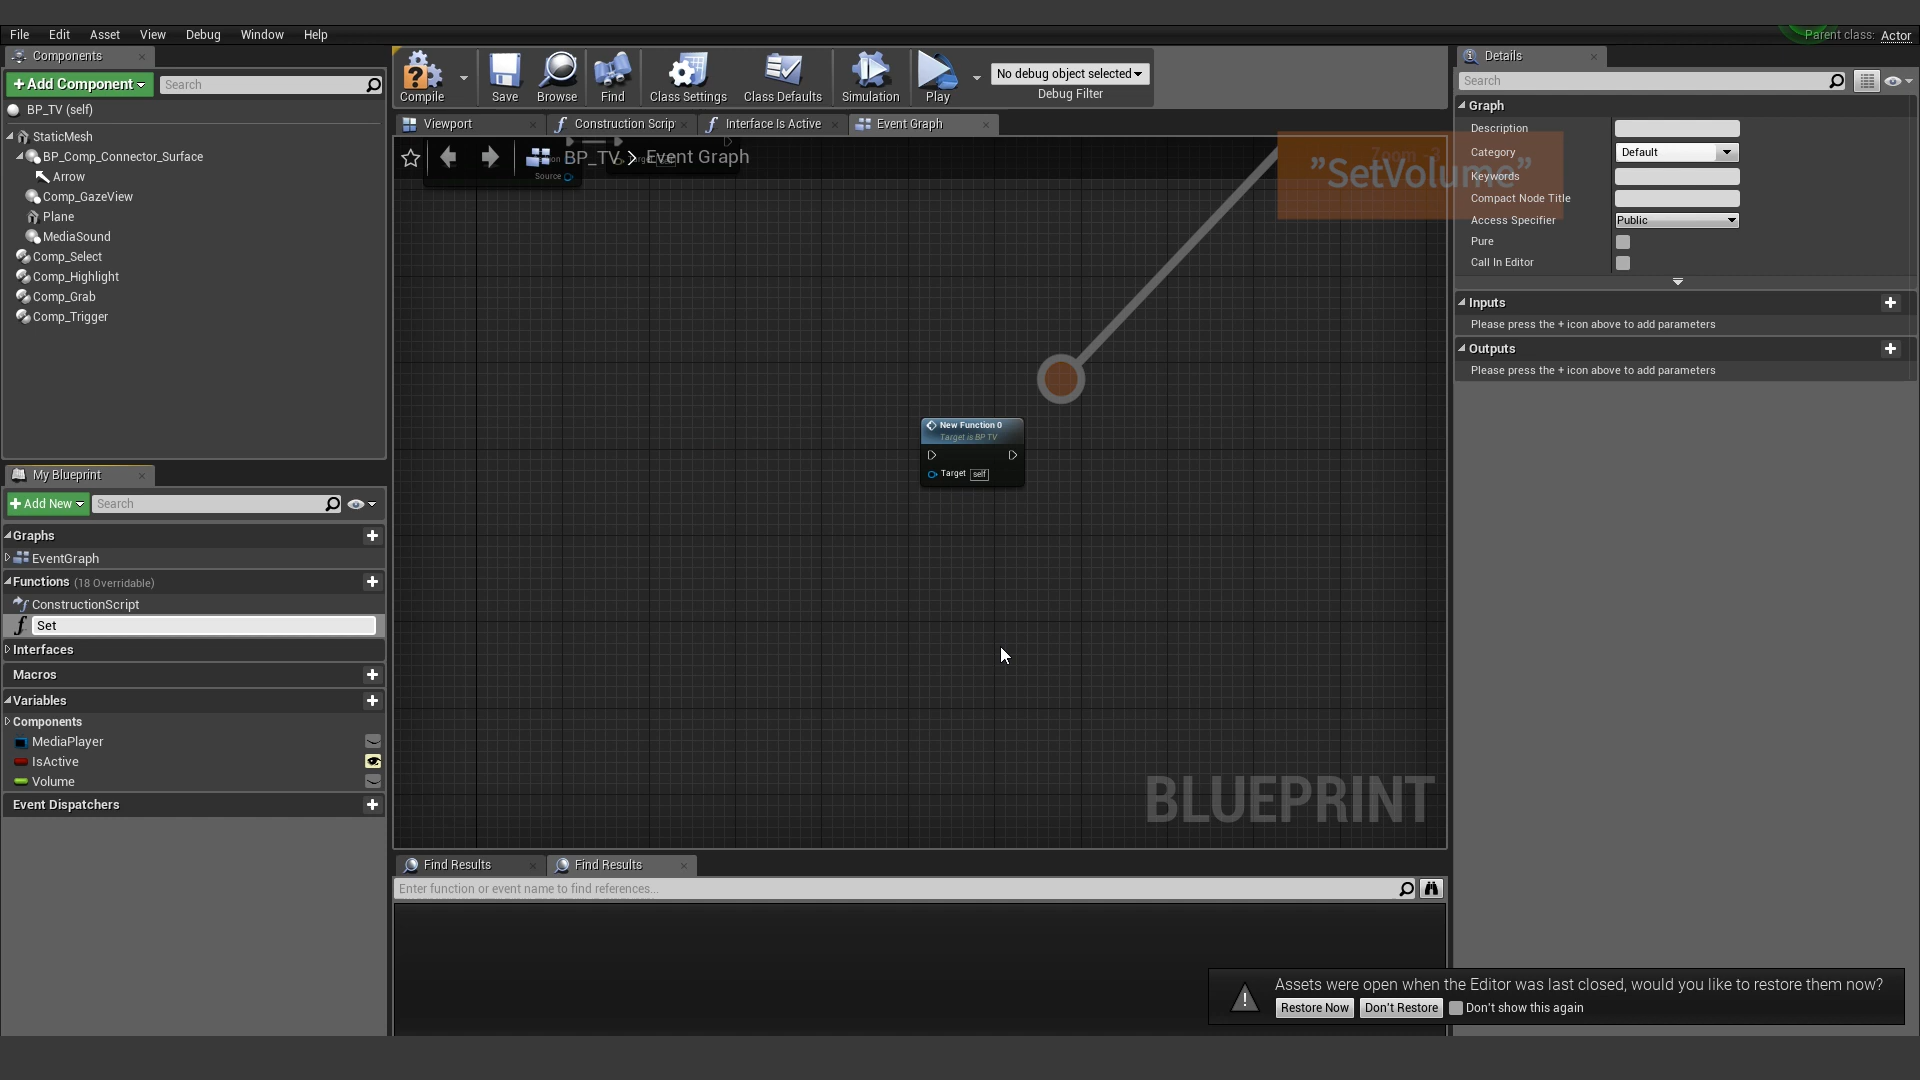 File Edit Asset View Debug Window Help
Parent class: Actor
Components
+ Add Component
Search
BP_TV (self)
StaticMesh
BP_Comp_Connector_Surface
Arrow
Comp_GazeView
Plane
MediaSound
Comp_Select
Comp_Highlight
Comp_Grab
Comp_Trigger
My Blueprint
+ Add New
Search
Graphs
EventGraph
Functions (18 Overridable)
ConstructionScript
Set
Interfaces
Macros
Variables
Components
MediaPlayer
IsActive
Volume
Event Dispatchers
Compile
Save
Browse
Find
Class Settings
Class Defaults
Simulation
Play
No debug object selected
Debug Filter
Viewport
Construction Scrip
Interface Is Active
Event Graph
BP_TV > Event Graph
Source
Zoom -3
"SetVolume"
New Function 0
Target is BP TV
Target self
BLUEPRINT
Find Results
Find Results
Enter function or event name to find references...
Details
Search
Graph
Description
Category Default
Keywords
Compact Node Title
Access Specifier Public
Pure
Call In Editor
Inputs
Please press the + icon above to add parameters
Outputs
Please press the + icon above to add parameters
Assets were open when the Editor was last closed, would you like to restore them now?
Restore Now Don't Restore Don't show this again